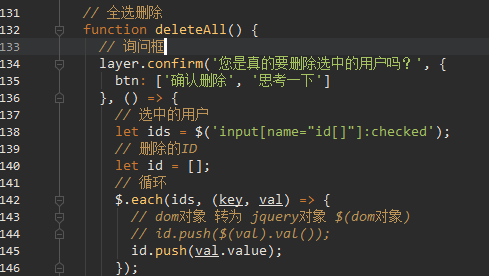 131 // 全选删除
132 function deleteAll() {
133 // 询问框
134 layer.confirm('您是真的要删除选中的用户吗？', {
135 btn: ['确认删除', '思考一下']
136 }, () => {
137 // 选中的用户
138 let ids = $('input[name="id[]"]:checked');
139 // 删除的ID
140 let id = [];
141 // 循环
142 $.each(ids, (key, val) => {
143 // dom对象 转为 jquery对象 $(dom对象)
144 // id.push($(val).val());
145 id.push(val.value);
146 });